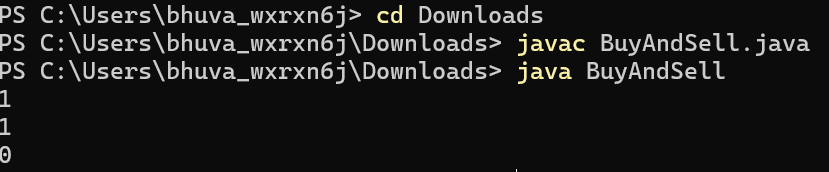 PS C:\Users\bhuva_wxrxn6j> cd Downloads
PS C:\Users\bhuva_wxrxn6j\Downloads> javac BuyAndSell.java
PS C:\Users\bhuva_wxrxn6j\Downloads> java BuyAndSell
1
1
0